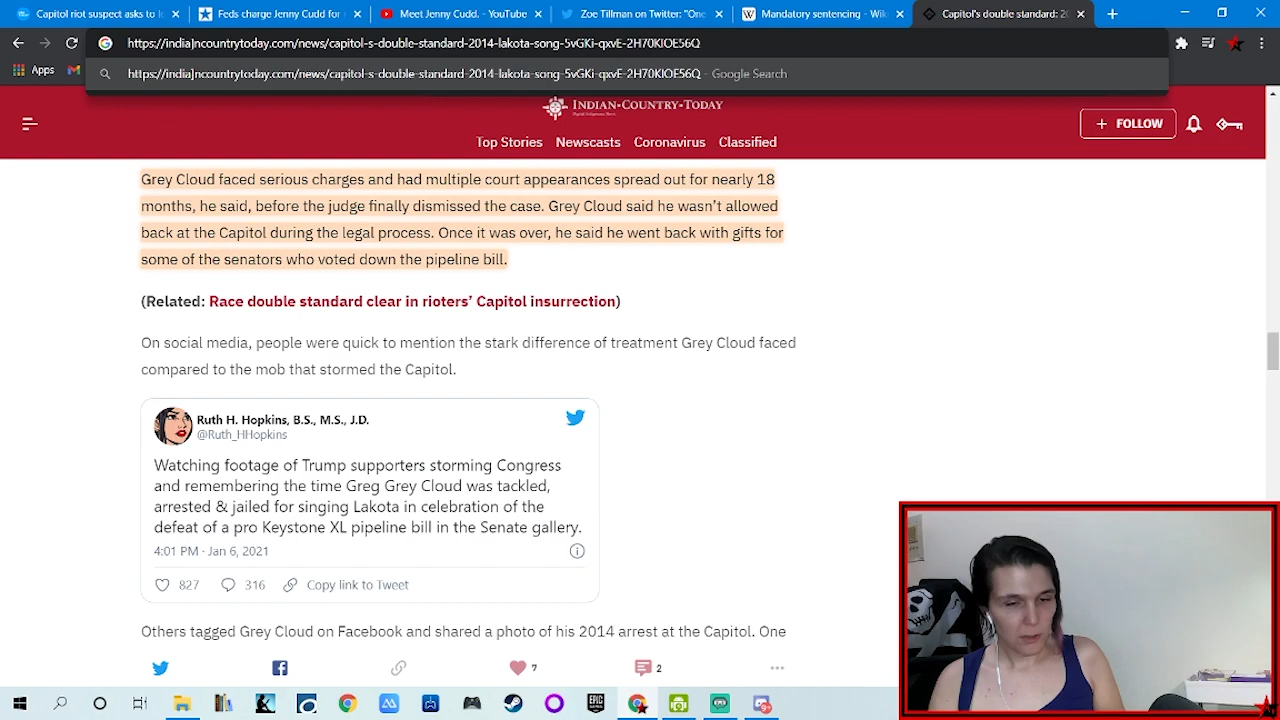 Capitol riot suspect asks to l
Feds charge Jenny Cudd for r
Meet Jenny Cudd. - YouTube
Zoe Tillman on Twitter: "One
Mandatory sentencing - Wiki
Capitol's double standard: 20
https://india]ncountrytoday.com/news/capitol-s-double-standard-2014-lakota-song-5vGKi-qxvE-2H70KIOE56Q
Apps
https://india]ncountrytoday.com/news/capitol-s-double-standard-2014-lakota-song-5vGKi-qxvE-2H70KIOE56Q - Google Search
INDIAN•COUNTRY•TODAY
Top Stories Newscasts Coronavirus Classified
+ FOLLOW
Grey Cloud faced serious charges and had multiple court appearances spread out for nearly 18
months, he said, before the judge finally dismissed the case. Grey Cloud said he wasn't allowed
back at the Capitol during the legal process. Once it was over, he said he went back with gifts for
some of the senators who voted down the pipeline bill.
(Related: Race double standard clear in rioters' Capitol insurrection)
On social media, people were quick to mention the stark difference of treatment Grey Cloud faced
compared to the mob that stormed the Capitol.
Ruth H. Hopkins, B.S., M.S., J.D.
@Ruth_HHopkins
Watching footage of Trump supporters storming Congress
and remembering the time Greg Grey Cloud was tackled,
arrested & jailed for singing Lakota in celebration of the
defeat of a pro Keystone XL pipeline bill in the Senate gallery.
4:01 PM · Jan 6, 2021
827 316 Copy link to Tweet
Others tagged Grey Cloud on Facebook and shared a photo of his 2014 arrest at the Capitol. One
7 2
EPIC